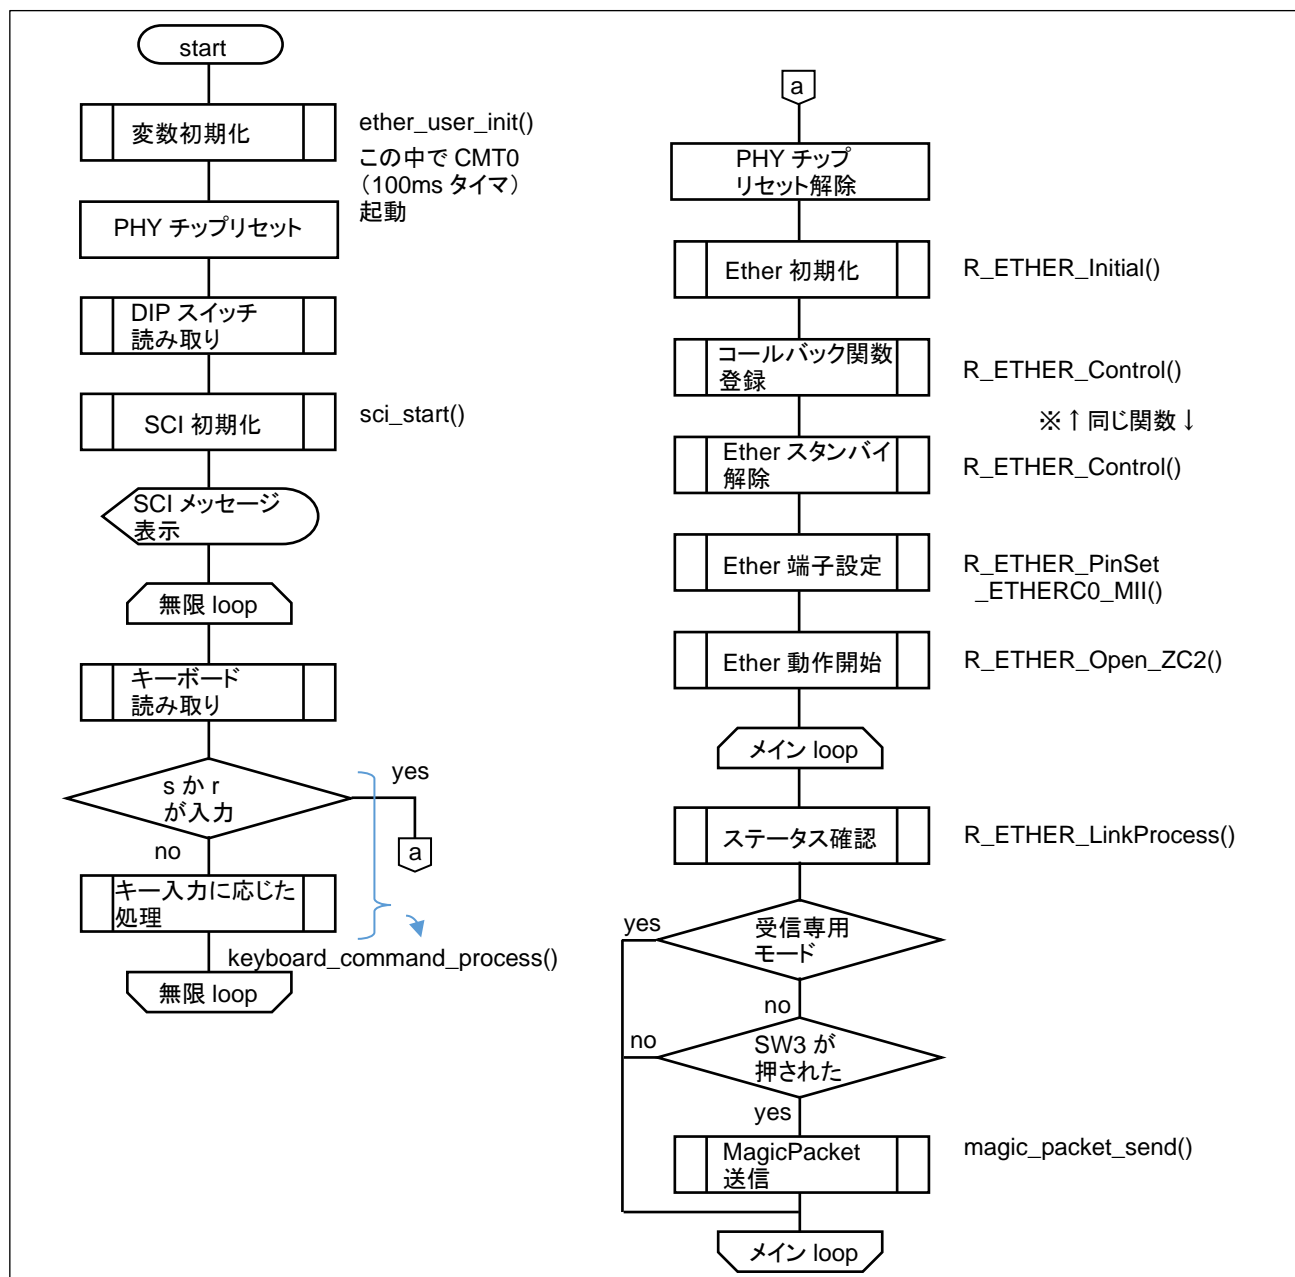 start
変数初期化
ether_user_init()
この中で CMT0
（100ms タイマ）
起動
PHY チップリセット
DIP スイッチ
読み取り
SCI 初期化
sci_start()
SCI メッセージ
表示
無限 loop
キーボード
読み取り
s か r
が入力
yes
a
no
キー入力に応じた
処理
keyboard_command_process()
無限 loop
a
PHY チップ
リセット解除
Ether 初期化
R_ETHER_Initial()
コールバック関数
登録
R_ETHER_Control()
※↑同じ関数↓
Ether スタンバイ
解除
R_ETHER_Control()
Ether 端子設定
R_ETHER_PinSet
_ETHERC0_MII()
Ether 動作開始
R_ETHER_Open_ZC2()
メイン loop
ステータス確認
R_ETHER_LinkProcess()
受信専用
モード
yes
no
SW3 が
押された
no
yes
MagicPacket
送信
magic_packet_send()
メイン loop